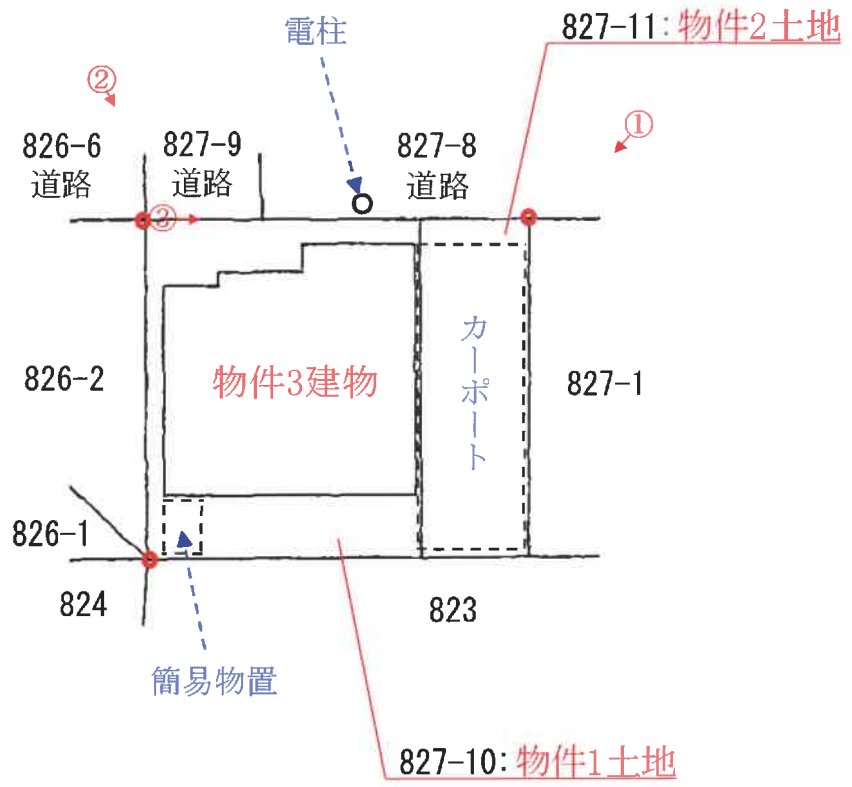 電柱
827-11:物件2土地
②
①
826-6
道路
827-9
道路
827-8
道路
③
カーポート
826-2
物件3建物
827-1
826-1
824
823
簡易物置
827-10:物件1土地